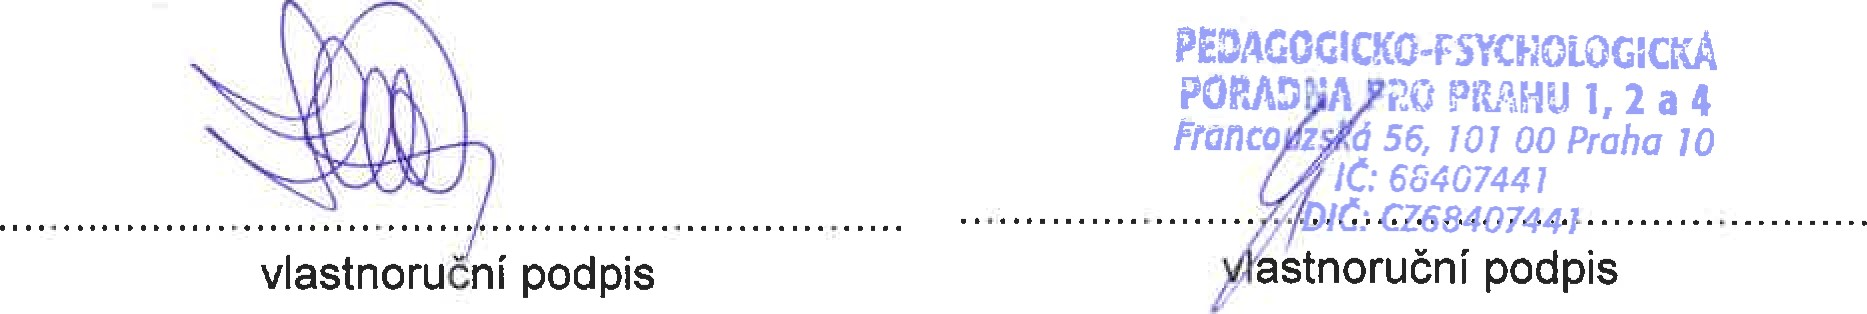 PEDAGOGICKO-PSYCHOLOGICKÁ
PORADNA PRO PRAHU 1, 2 a 4
Francouzská 56, 101 00 Praha 10
IČ: 68407441
DIČ: CZ68407441
vlastnoruční podpis
vlastnoruční podpis